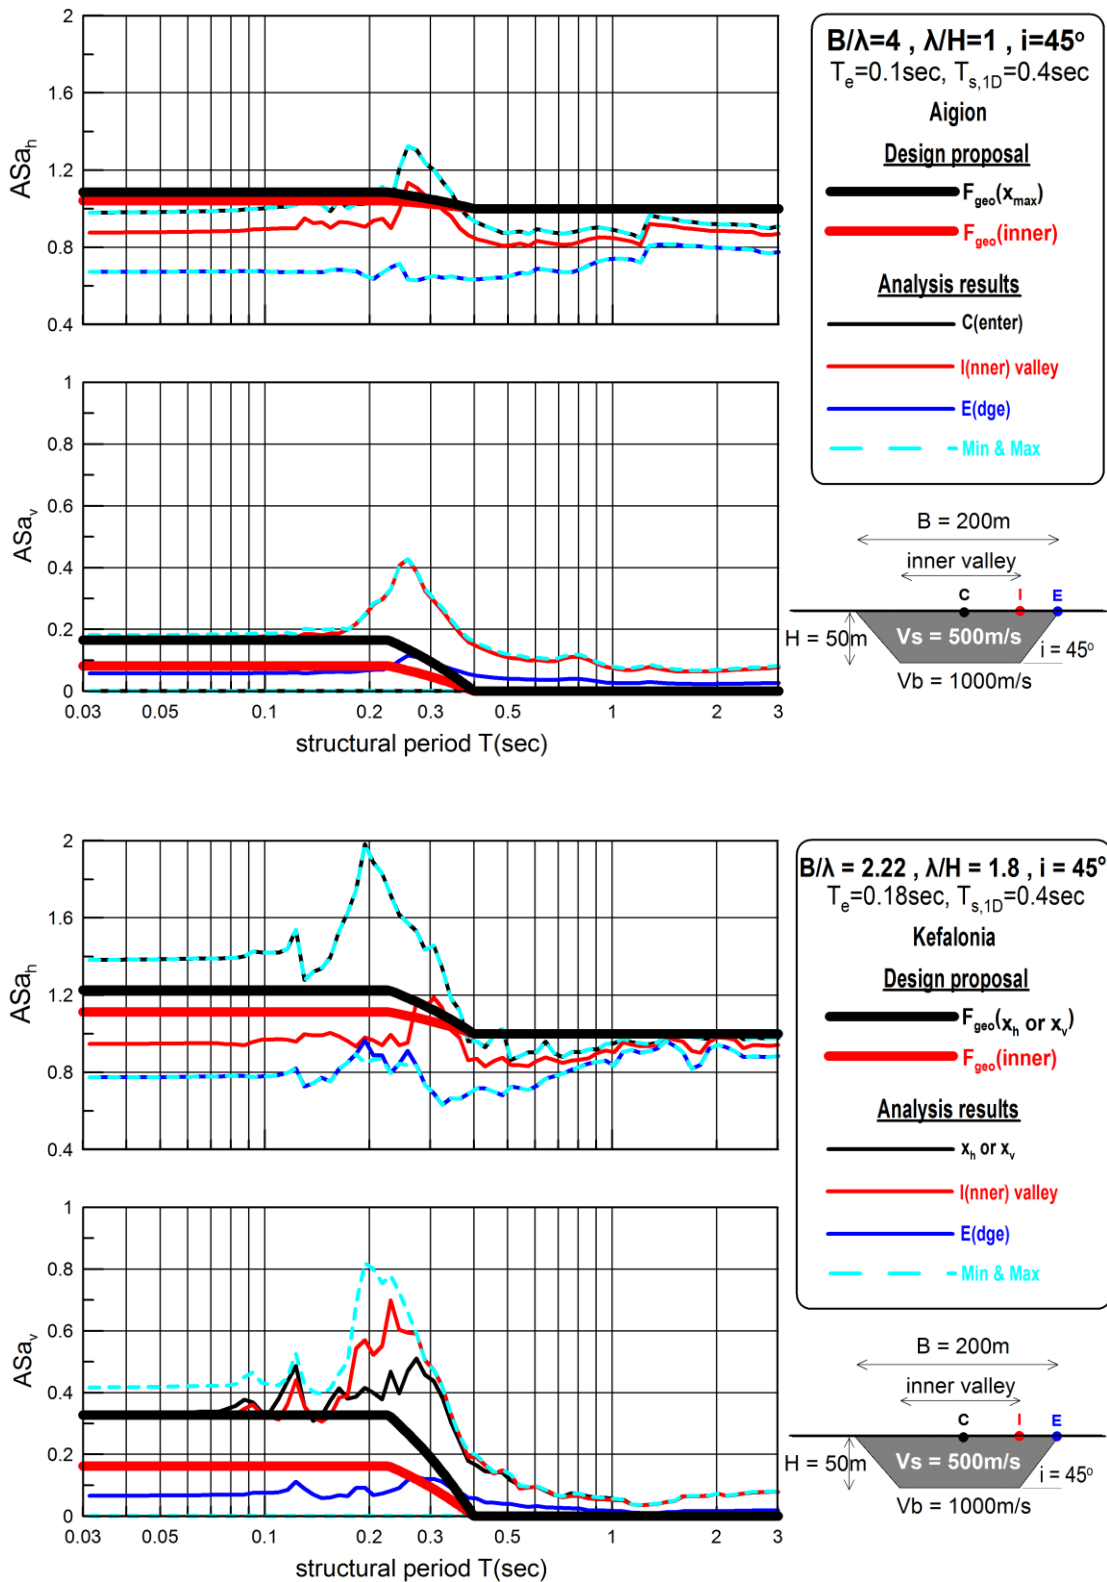 2
1.6
1.2
0.8
0.4
ASa_h
B/λ=4 , λ/H=1 , i=45°
T_e=0.1sec, T_s,1D=0.4sec
Aigion
Design proposal
F_geo(x_max)
F_geo(inner)
Analysis results
C(enter)
I(nner) valley
E(dge)
Min & Max
1
0.8
0.6
0.4
0.2
0
ASa_v
0.03 0.05 0.1 0.2 0.3 0.5 1 2 3
structural period T(sec)
B = 200m
inner valley
C I E
H = 50m
Vs = 500m/s
i = 45°
Vb = 1000m/s
2
1.6
1.2
0.8
0.4
ASa_h
B/λ = 2.22 , λ/H = 1.8 , i = 45°
T_e=0.18sec, T_s,1D=0.4sec
Kefalonia
Design proposal
F_geo(x_h or x_v)
F_geo(inner)
Analysis results
x_h or x_v
I(nner) valley
E(dge)
Min & Max
1
0.8
0.6
0.4
0.2
0
ASa_v
0.03 0.05 0.1 0.2 0.3 0.5 1 2 3
structural period T(sec)
B = 200m
inner valley
C I E
H = 50m
Vs = 500m/s
i = 45°
Vb = 1000m/s